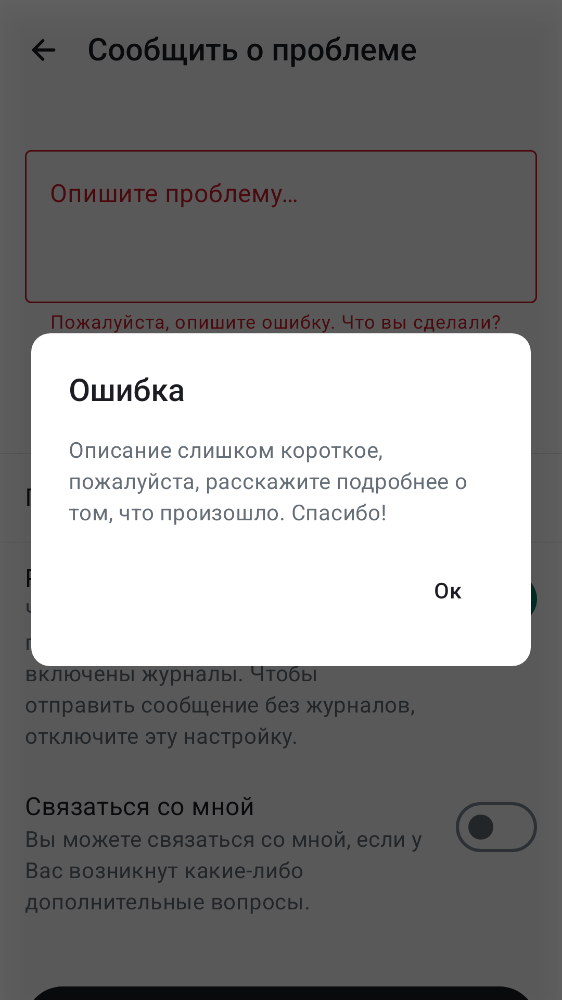 Сообщить о проблеме
Опишите проблему...
Пожалуйста, опишите ошибку. Что вы сделали?
Ошибка
Описание слишком короткое,
пожалуйста, расскажите подробнее о
том, что произошло. Спасибо!
Ок
включены журналы. Чтобы
отправить сообщение без журналов,
отключите эту настройку.
Связаться со мной
Вы можете связаться со мной, если у
Вас возникнут какие-либо
дополнительные вопросы.